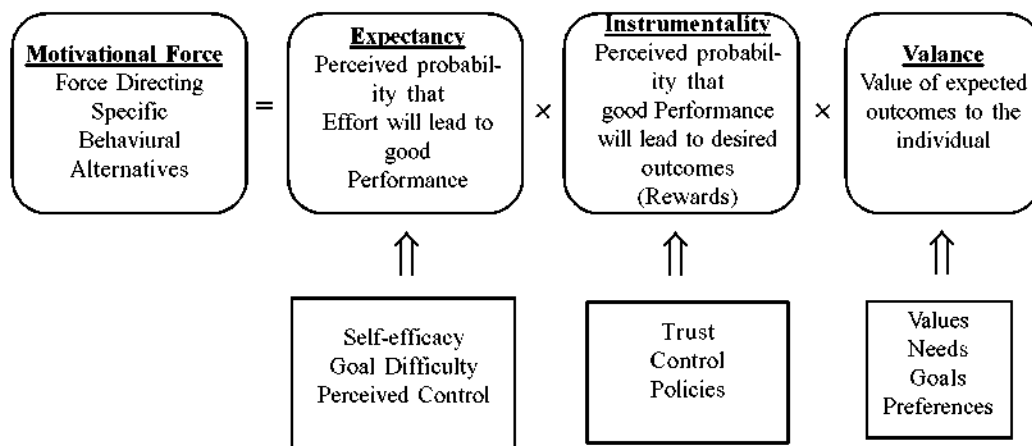 Motivational Force
Force Directing
Specific
Behaviural
Alternatives
=
Expectancy
Perceived probabil-
ity that
Effort will lead to
good
Performance
×
Instrumentality
Perceived probabil-
ity that
good Performance
will lead to desired
outcomes
(Rewards)
×
Valance
Value of expected
outcomes to the
individual
Self-efficacy
Goal Difficulty
Perceived Control
Trust
Control
Policies
Values
Needs
Goals
Preferences